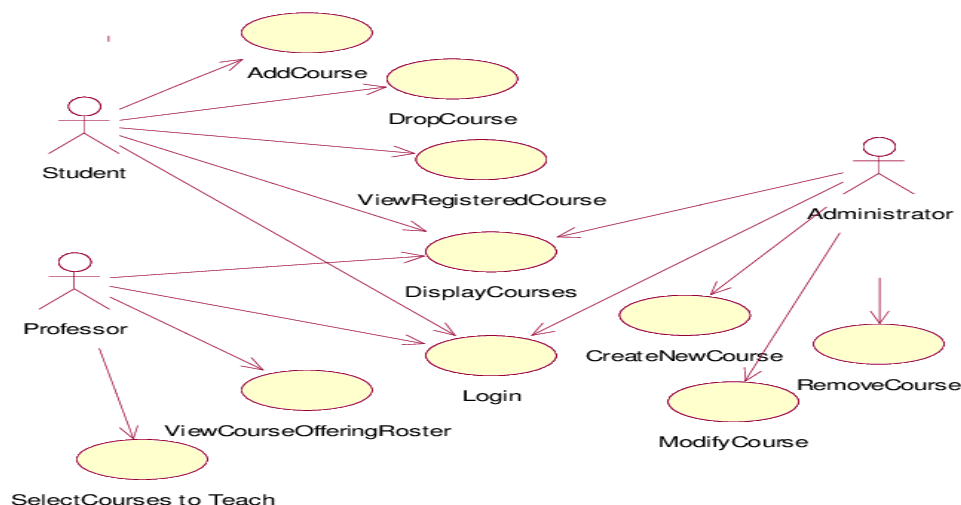 AddCourse
DropCourse
Student
ViewRegisteredCourse
Administrator
DisplayCourses
Professor
CreateNewCourse
RemoveCourse
Login
ViewCourseOfferingRoster
ModifyCourse
SelectCourses to Teach